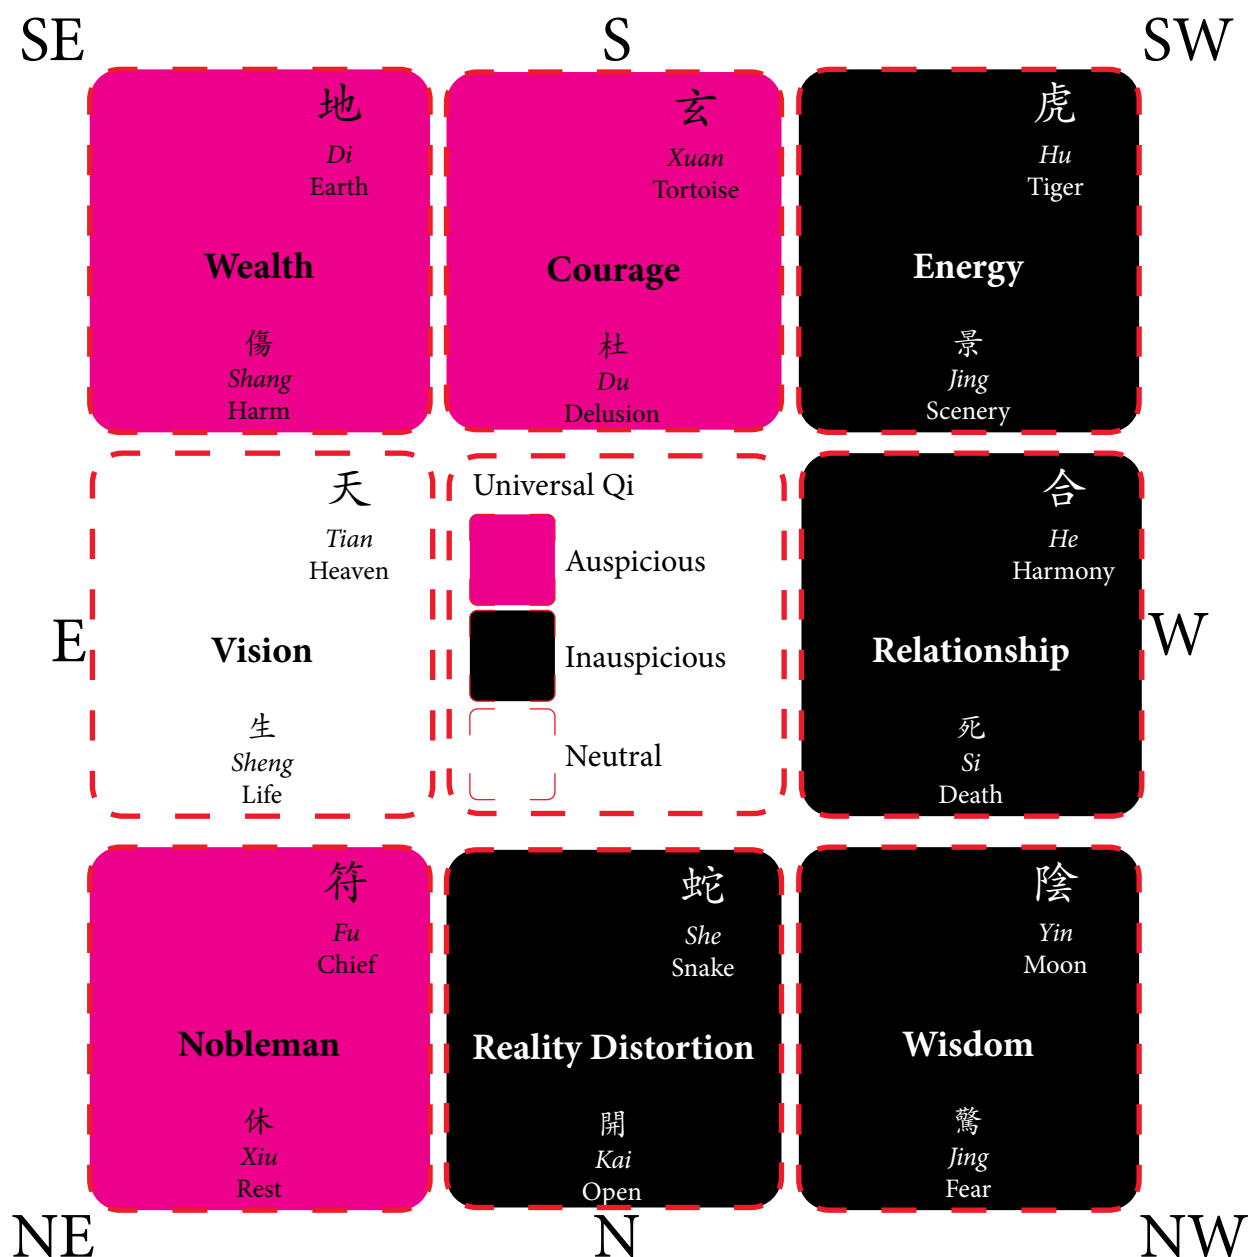 SE
S
SW
地
Di
Earth
Wealth
傷
Shang
Harm
玄
Xuan
Tortoise
Courage
杜
Du
Delusion
虎
Hu
Tiger
Energy
景
Jing
Scenery
E
天
Tian
Heaven
Vision
生
Sheng
Life
Universal Qi
Auspicious
Inauspicious
Neutral
合
He
Harmony
Relationship
死
Si
Death
W
符
Fu
Chief
Nobleman
休
Xiu
Rest
蛇
She
Snake
Reality Distortion
開
Kai
Open
陰
Yin
Moon
Wisdom
驚
Jing
Fear
NE
N
NW